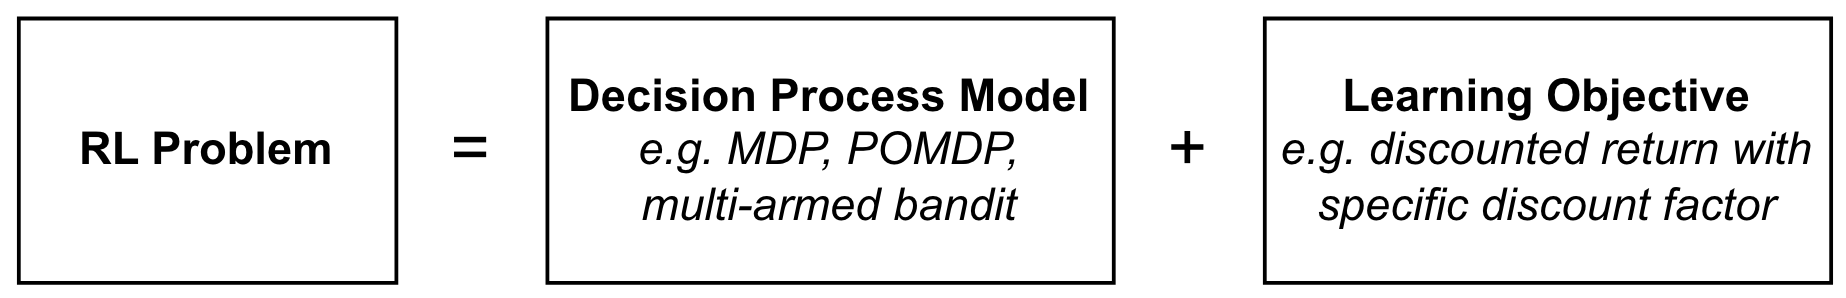 RL Problem
=
Decision Process Model
e.g. MDP, POMDP,
multi-armed bandit
+
Learning Objective
e.g. discounted return with
specific discount factor